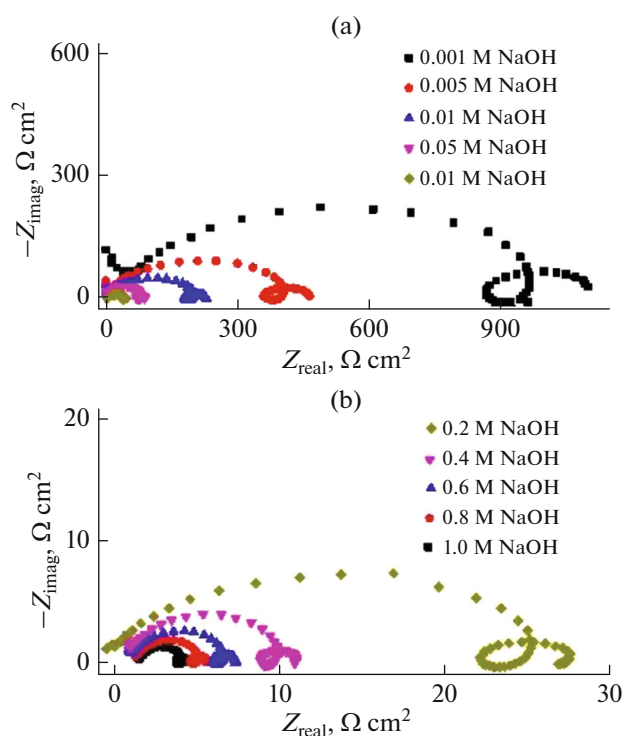 (a)
600
300
0
−Z_imag, Ω cm²
0.001 M NaOH
0.005 M NaOH
0.01 M NaOH
0.05 M NaOH
0.01 M NaOH
0 300 600 900
Z_real, Ω cm²
(b)
20
10
0
−Z_imag, Ω cm²
0.2 M NaOH
0.4 M NaOH
0.6 M NaOH
0.8 M NaOH
1.0 M NaOH
0 10 20 30
Z_real, Ω cm²